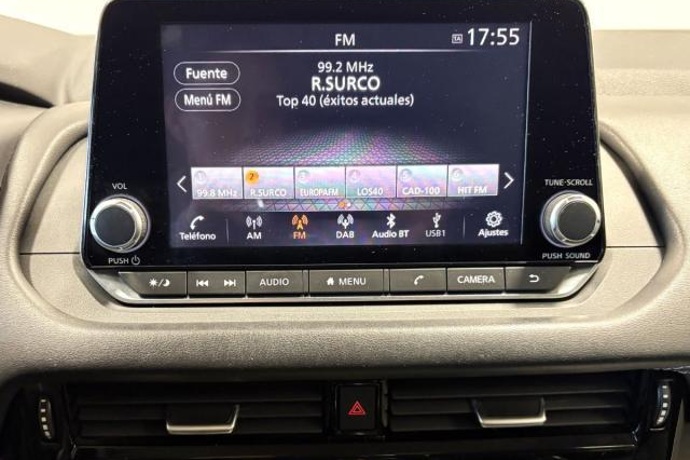 FM
TA 17:55
99.2 MHz
Fuente
R.SURCO
Menú FM
Top 40 (éxitos actuales)
99.8 MHz R.SURCO EUROPAFM LOS40 CAD-100 HIT FM
Teléfono AM FM DAB Audio BT USB1 Ajustes
VOL
TUNE·SCROLL
PUSH
PUSH SOUND
AUDIO MENU CAMERA